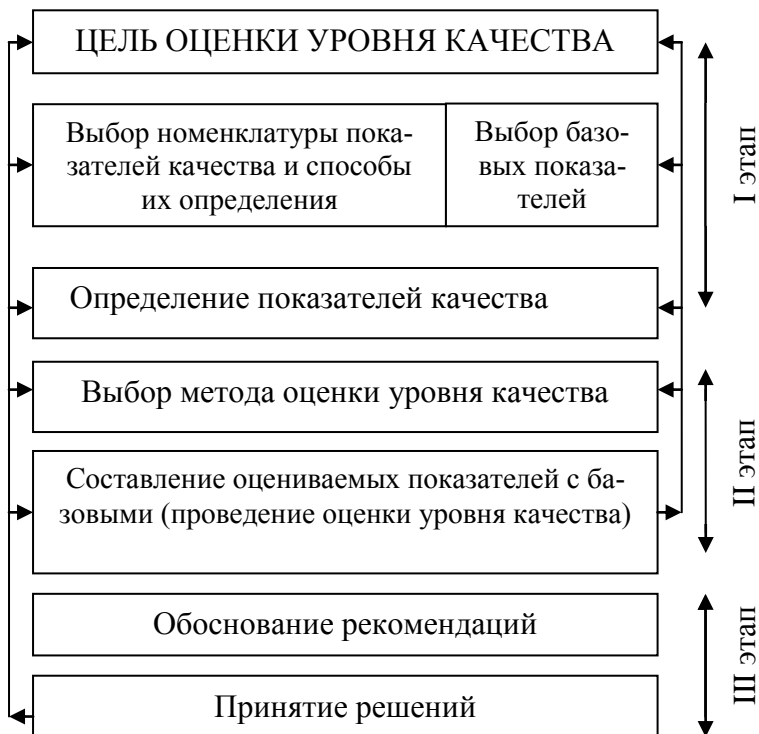 ЦЕЛЬ ОЦЕНКИ УРОВНЯ КАЧЕСТВА
Выбор номенклатуры пока-
зателей качества и способы
их определения
Выбор базо-
вых показа-
телей
I этап
Определение показателей качества
Выбор метода оценки уровня качества
Составление оцениваемых показателей с ба-
зовыми (проведение оценки уровня качества)
II этап
Обоснование рекомендаций
Принятие решений
III этап